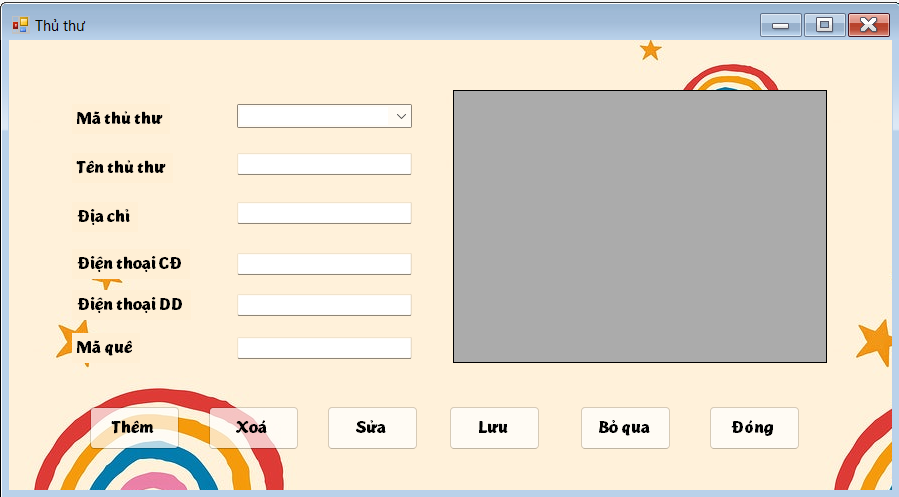 Thủ thư
Mã thủ thư
Tên thủ thư
Địa chỉ
Điện thoại CĐ
Điện thoại DD
Mã quê
Thêm Xoá Sửa Lưu Bỏ qua Đóng